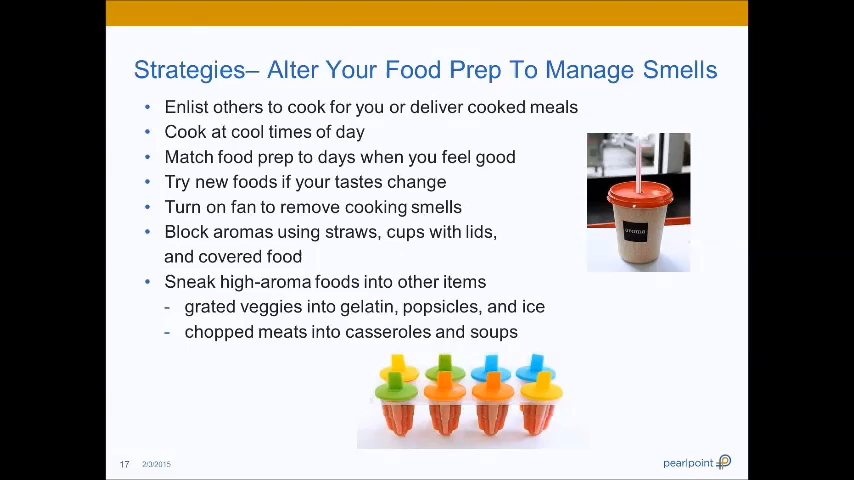 Strategies– Alter Your Food Prep To Manage Smells
• Enlist others to cook for you or deliver cooked meals
• Cook at cool times of day
• Match food prep to days when you feel good
• Try new foods if your tastes change
• Turn on fan to remove cooking smells
• Block aromas using straws, cups with lids,
and covered food
• Sneak high-aroma foods into other items
- grated veggies into gelatin, popsicles, and ice
- chopped meats into casseroles and soups
17 2/3/2015
pearlpoint